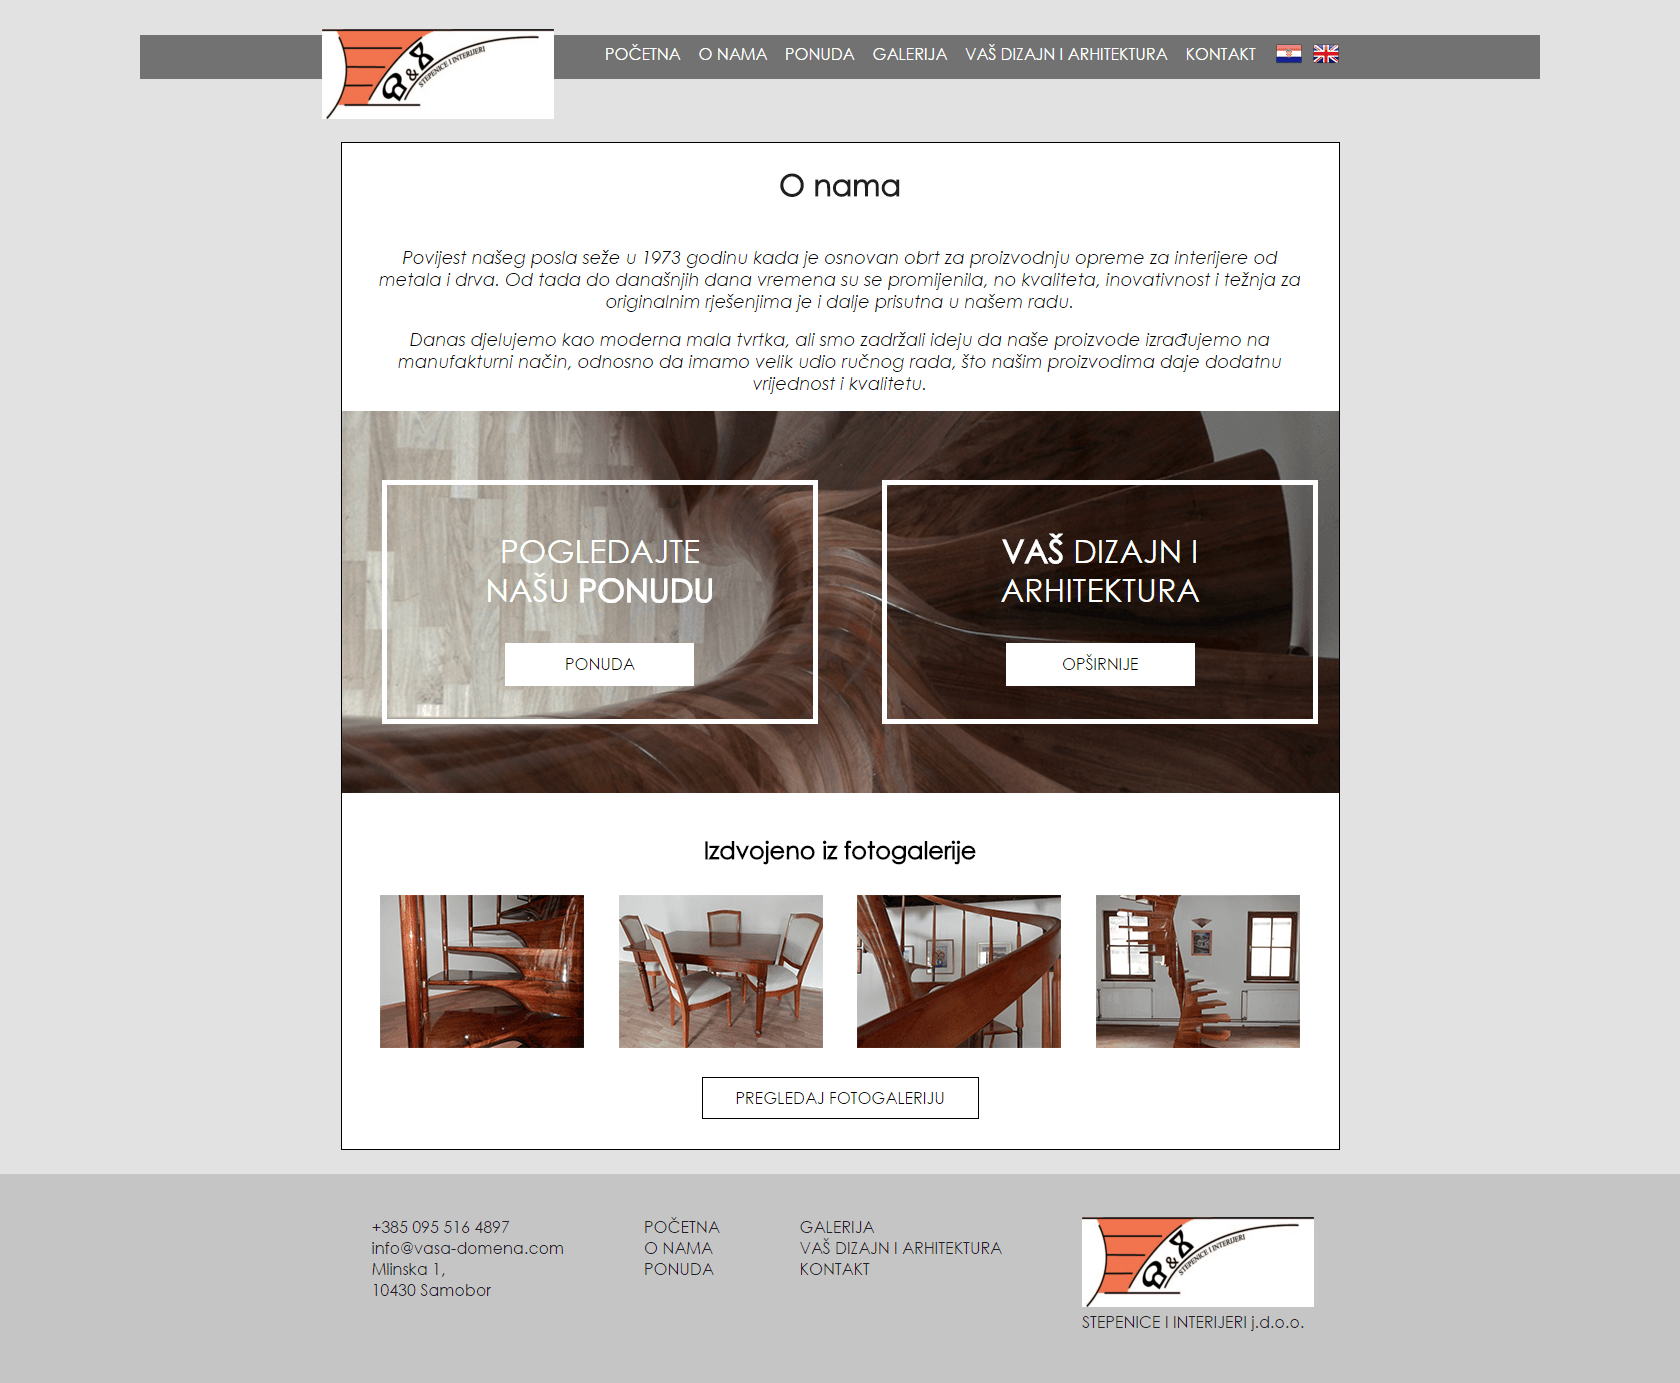 B&B STEPENICE I INTERIJERI
POČETNA O NAMA PONUDA GALERIJA VAŠ DIZAJN I ARHITEKTURA KONTAKT
O nama
Povijest našeg posla seže u 1973 godinu kada je osnovan obrt za proizvodnju opreme za interijere od
metala i drva. Od tada do današnjih dana vremena su se promijenila, no kvaliteta, inovativnost i težnja za
originalnim rješenjima je i dalje prisutna u našem radu.
Danas djelujemo kao moderna mala tvrtka, ali smo zadržali ideju da naše proizvode izrađujemo na
manufakturni način, odnosno da imamo velik udio ručnog rada, što našim proizvodima daje dodatnu
vrijednost i kvalitetu.
POGLEDAJTE
NAŠU PONUDU
PONUDA
VAŠ DIZAJN I
ARHITEKTURA
OPŠIRNIJE
Izdvojeno iz fotogalerije
PREGLEDAJ FOTOGALERIJU
+385 095 516 4897
info@vasa-domena.com
Mlinska 1,
10430 Samobor
POČETNA
O NAMA
PONUDA
GALERIJA
VAŠ DIZAJN I ARHITEKTURA
KONTAKT
B&B STEPENICE I INTERIJERI
STEPENICE I INTERIJERI j.d.o.o.